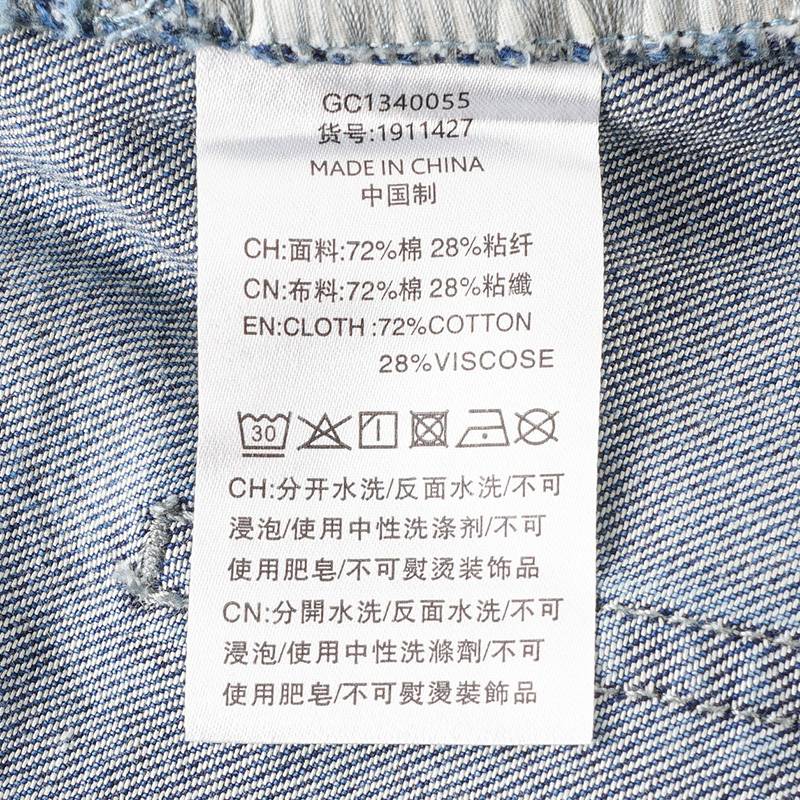 GC1340055
货号:1911427
MADE IN CHINA
中国制
CH:面料:72%棉 28%粘纤
CN:布料:72%棉 28%粘纖
EN:CLOTH :72%COTTON
28%VISCOSE
30
CH:分开水洗/反面水洗/不可
浸泡/使用中性洗涤剂/不可
使用肥皂/不可熨烫装饰品
CN:分開水洗/反面水洗/不可
浸泡/使用中性洗滌劑/不可
使用肥皂/不可熨燙裝飾品